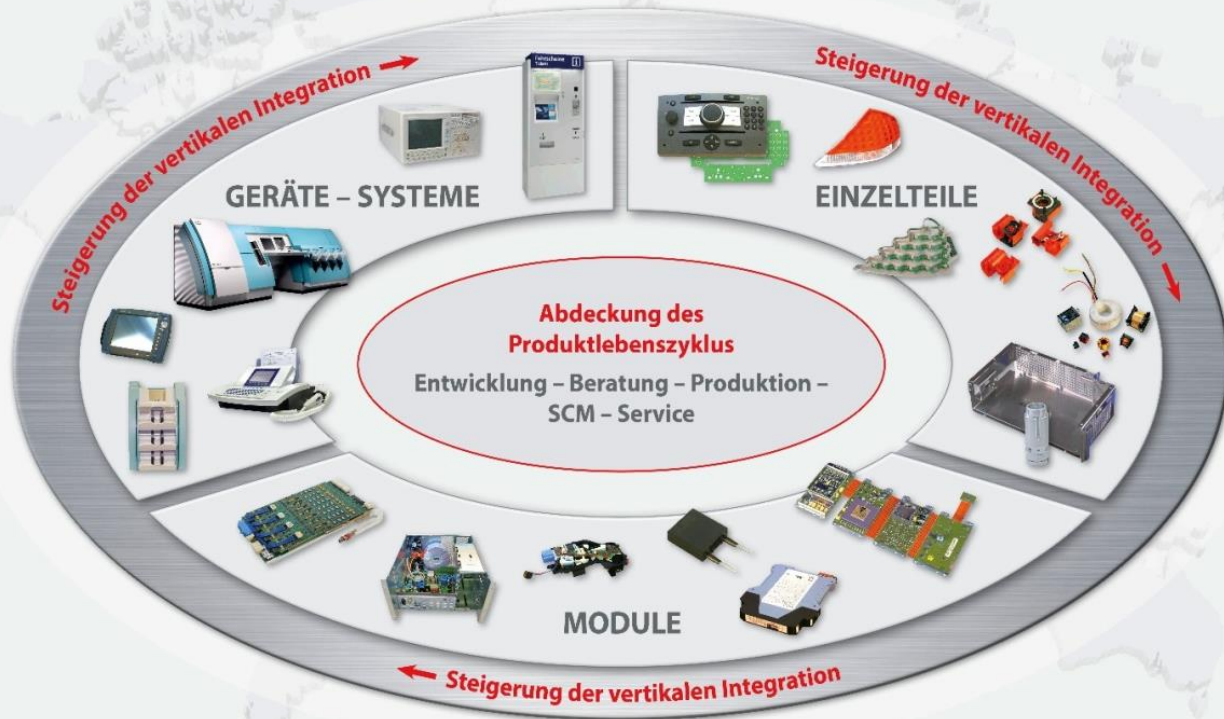 Steigerung der vertikalen Integration
Steigerung der vertikalen Integration
GERÄTE – SYSTEME
EINZELTEILE
Abdeckung des
Produktlebenszyklus
Entwicklung – Beratung – Produktion –
SCM – Service
MODULE
Steigerung der vertikalen Integration